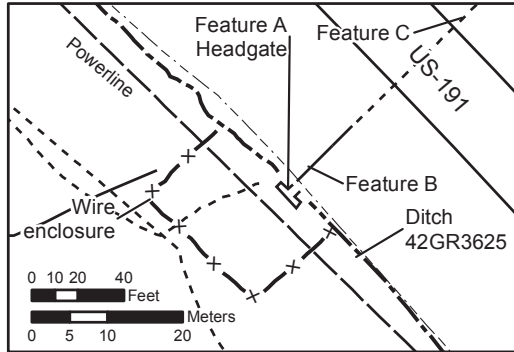 Feature A
Headgate
Feature C
Powerline
US-191
Feature B
Wire
enclosure
Ditch
42GR3625
0 10 20 40
Feet
Meters
0 5 10 20